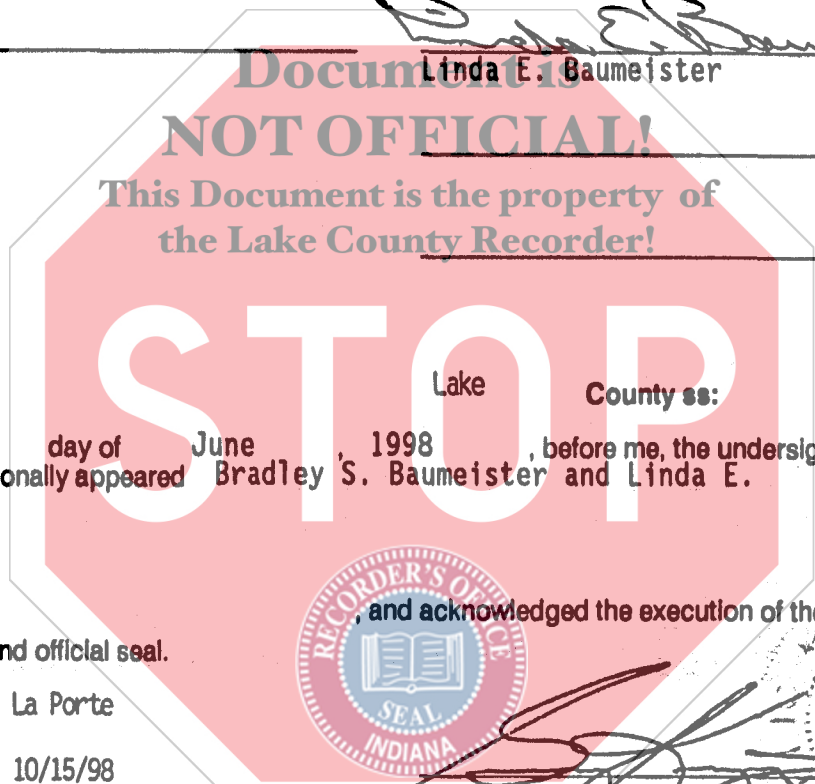 Linda E. Baumeister
Document is
NOT OFFICIAL!
This Document is the property of
the Lake County Recorder!
STOP
Lake County ss:
day of June , 1998 , before me, the undersig
onally appeared Bradley S. Baumeister and Linda E.
, and acknowledged the execution of the
nd official seal.
RECORDER'S OFFICE
SEAL
INDIANA
La Porte
10/15/98